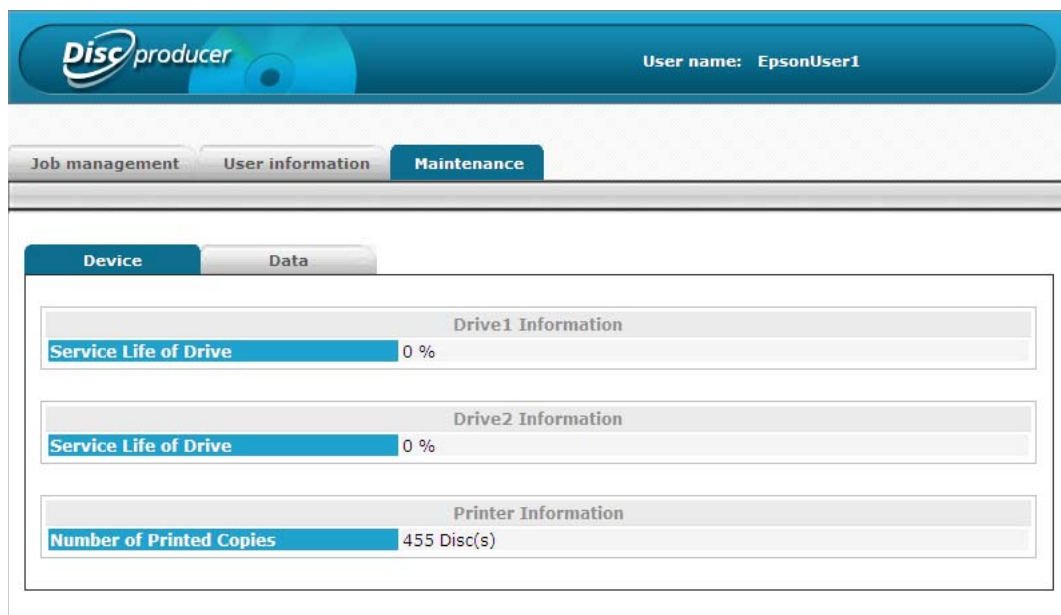 Disc producer
User name: EpsonUser1
Job management User information Maintenance
Device Data
Drive1 Information
Service Life of Drive 0 %
Drive2 Information
Service Life of Drive 0 %
Printer Information
Number of Printed Copies 455 Disc(s)